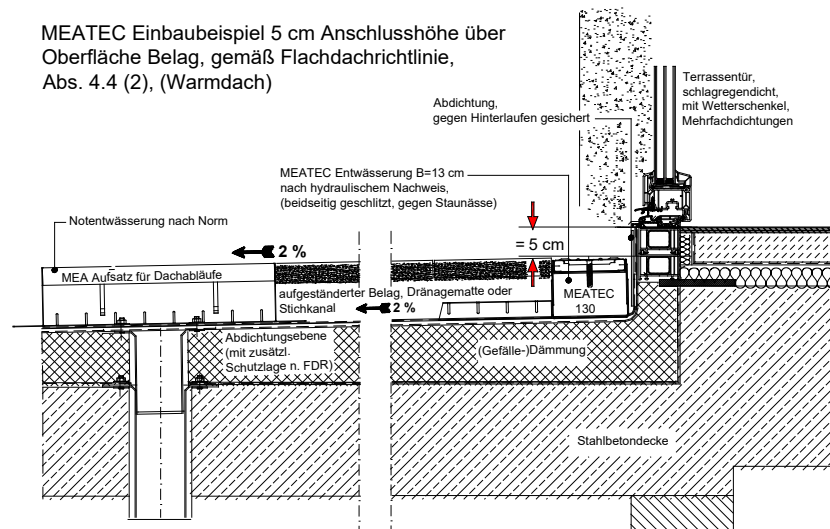 MEATEC Einbaubeispiel 5 cm Anschlusshöhe über
Oberfläche Belag, gemäß Flachdachrichtlinie,
Abs. 4.4 (2), (Warmdach)
Terrassentür,
schlagregendicht,
mit Wetterschenkel,
Mehrfachdichtungen
Abdichtung,
gegen Hinterlaufen gesichert
MEATEC Entwässerung B=13 cm
nach hydraulischem Nachweis,
(beidseitig geschlitzt, gegen Staunässe)
Notentwässerung nach Norm
2 %
= 5 cm
MEA Aufsatz für Dachabläufe
aufgeständerter Belag, Dränagematte oder
Stichkanal
2 %
MEATEC
130
Abdichtungsebene
(mit zusätzl.
Schutzlage n. FDR)
(Gefälle-)Dämmung
Stahlbetondecke